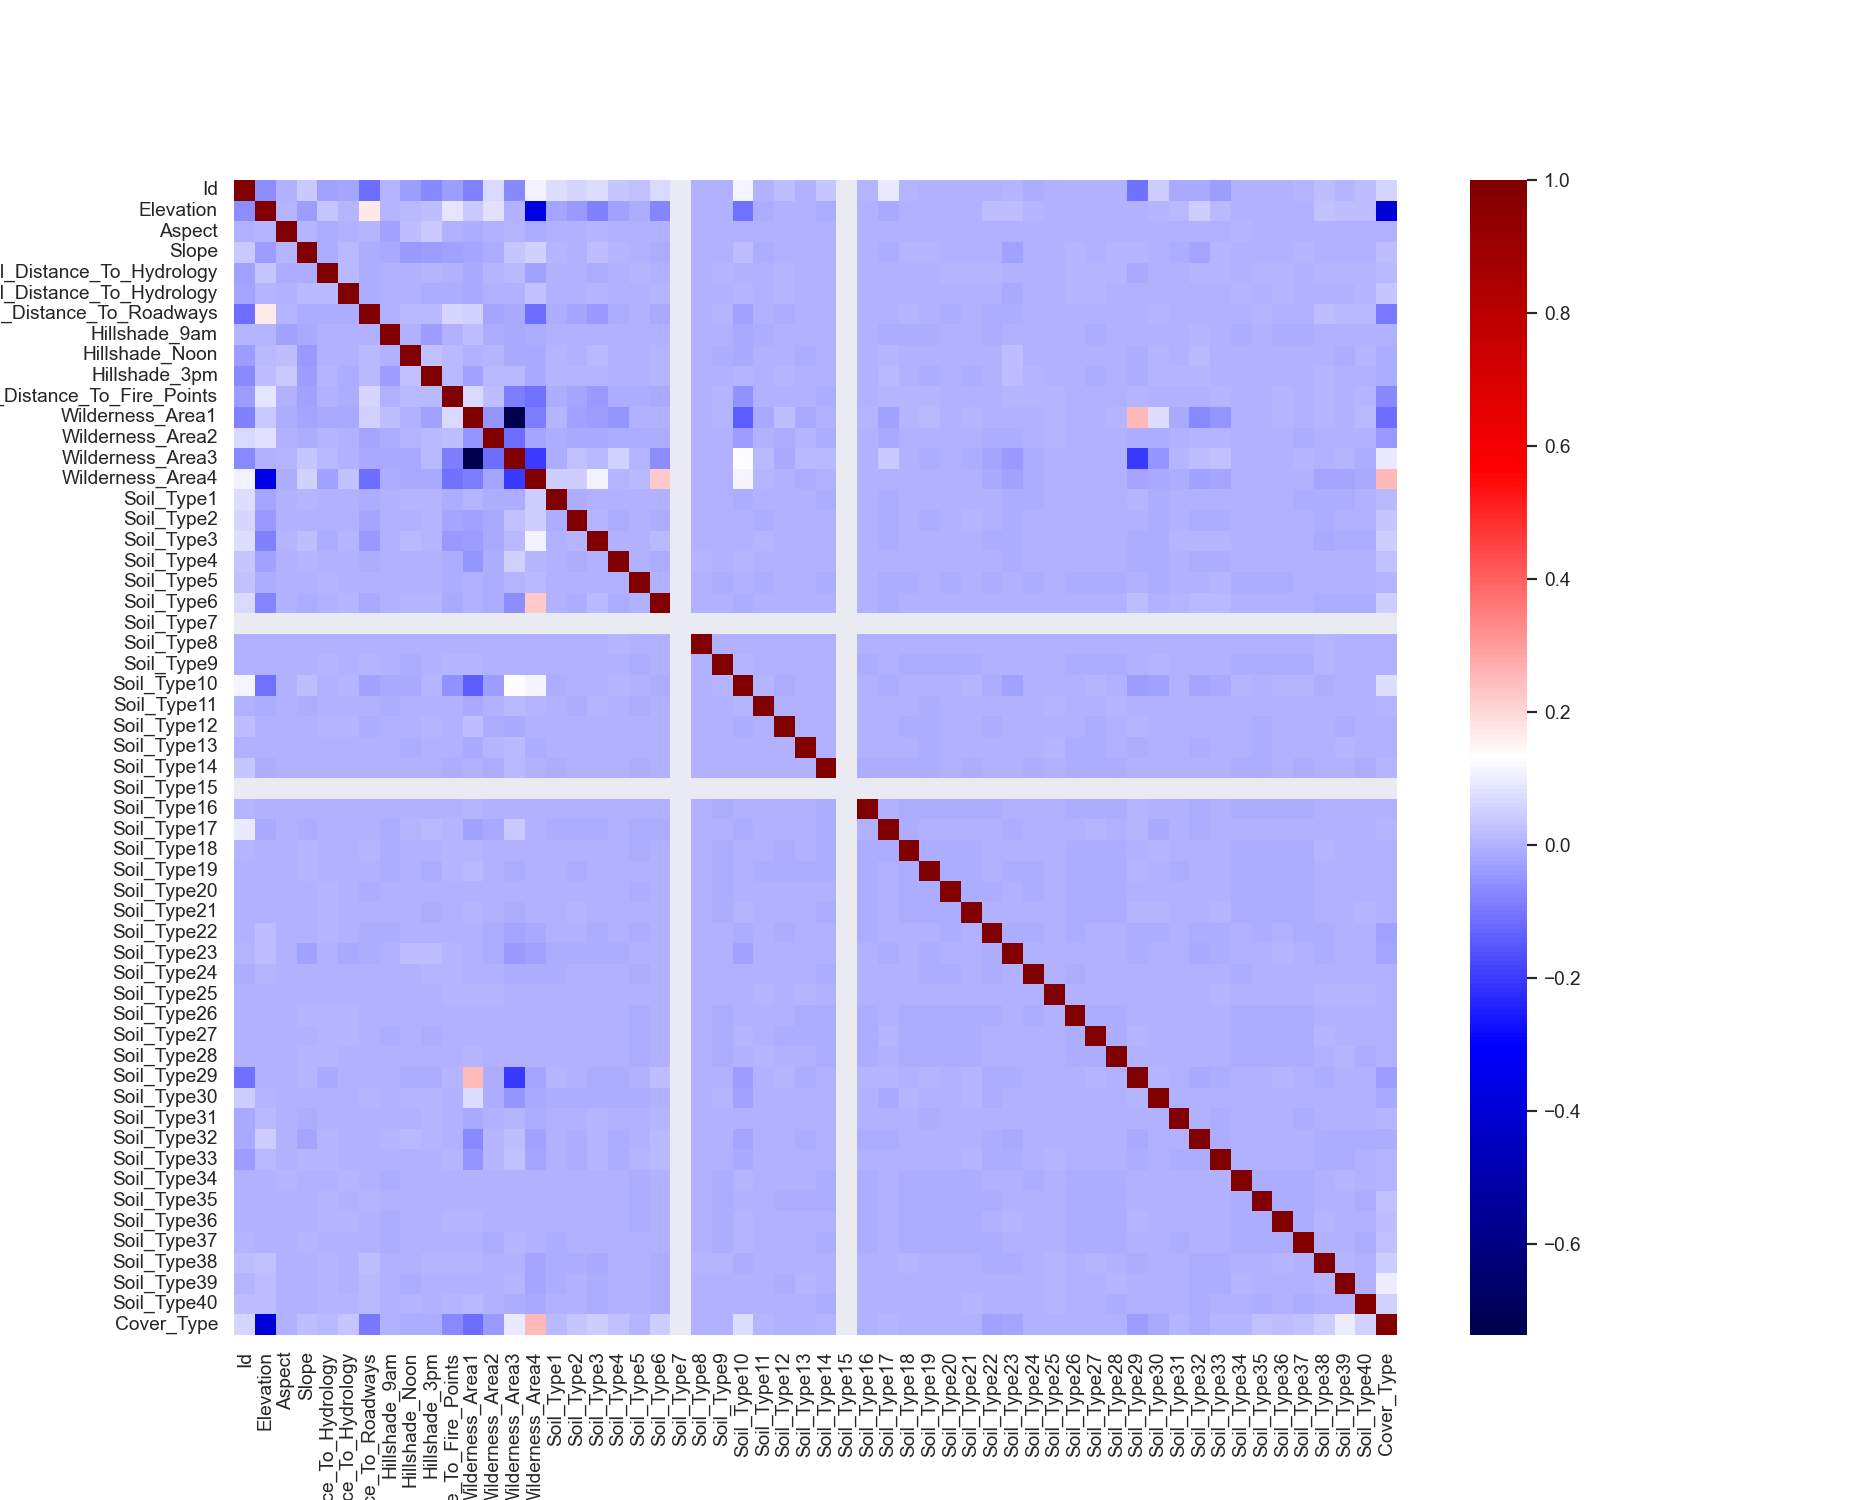 Id
Elevation
Aspect
Slope
l_Distance_To_Hydrology
l_Distance_To_Hydrology
_Distance_To_Roadways
Hillshade_9am
Hillshade_Noon
Hillshade_3pm
_Distance_To_Fire_Points
Wilderness_Area1
Wilderness_Area2
Wilderness_Area3
Wilderness_Area4
Soil_Type1
Soil_Type2
Soil_Type3
Soil_Type4
Soil_Type5
Soil_Type6
Soil_Type7
Soil_Type8
Soil_Type9
Soil_Type10
Soil_Type11
Soil_Type12
Soil_Type13
Soil_Type14
Soil_Type15
Soil_Type16
Soil_Type17
Soil_Type18
Soil_Type19
Soil_Type20
Soil_Type21
Soil_Type22
Soil_Type23
Soil_Type24
Soil_Type25
Soil_Type26
Soil_Type27
Soil_Type28
Soil_Type29
Soil_Type30
Soil_Type31
Soil_Type32
Soil_Type33
Soil_Type34
Soil_Type35
Soil_Type36
Soil_Type37
Soil_Type38
Soil_Type39
Soil_Type40
Cover_Type
Id
Elevation
Aspect
Slope
ce_To_Hydrology
ce_To_Hydrology
ce_To_Roadways
Hillshade_9am
Hillshade_Noon
Hillshade_3pm
e_To_Fire_Points
Wilderness_Area1
Wilderness_Area2
Wilderness_Area3
Wilderness_Area4
Soil_Type1
Soil_Type2
Soil_Type3
Soil_Type4
Soil_Type5
Soil_Type6
Soil_Type7
Soil_Type8
Soil_Type9
Soil_Type10
Soil_Type11
Soil_Type12
Soil_Type13
Soil_Type14
Soil_Type15
Soil_Type16
Soil_Type17
Soil_Type18
Soil_Type19
Soil_Type20
Soil_Type21
Soil_Type22
Soil_Type23
Soil_Type24
Soil_Type25
Soil_Type26
Soil_Type27
Soil_Type28
Soil_Type29
Soil_Type30
Soil_Type31
Soil_Type32
Soil_Type33
Soil_Type34
Soil_Type35
Soil_Type36
Soil_Type37
Soil_Type38
Soil_Type39
Soil_Type40
Cover_Type
1.0
0.8
0.6
0.4
0.2
0.0
−0.2
−0.4
−0.6